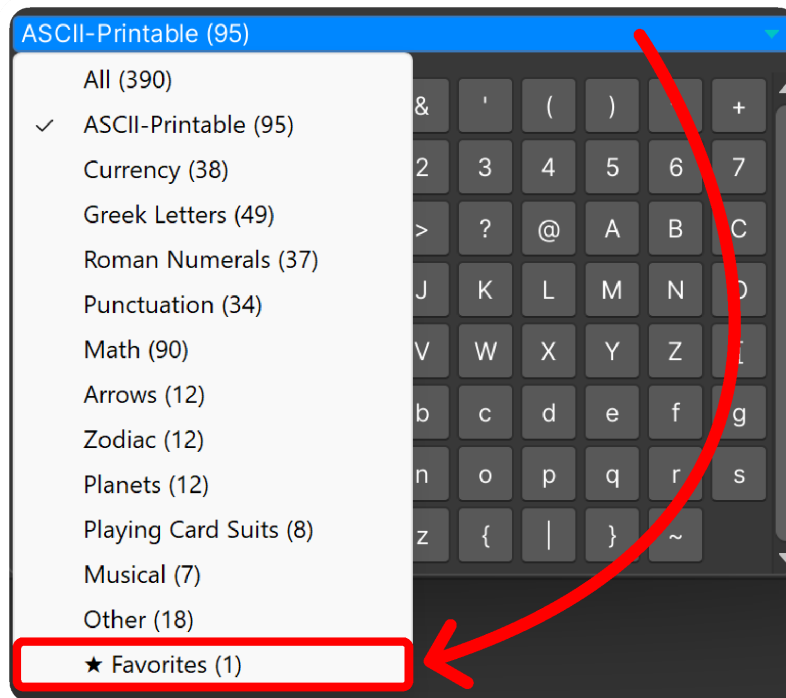 ASCII-Printable (95)
All (390)
✓ ASCII-Printable (95)
Currency (38)
Greek Letters (49)
Roman Numerals (37)
Punctuation (34)
Math (90)
Arrows (12)
Zodiac (12)
Planets (12)
Playing Card Suits (8)
Musical (7)
Other (18)
★ Favorites (1)
& ' ( ) +
2 3 4 5 6 7
> ? @ A B C
J K L M N
V W X Y Z [
b c d e f g
n o p q r s
z { | } ~